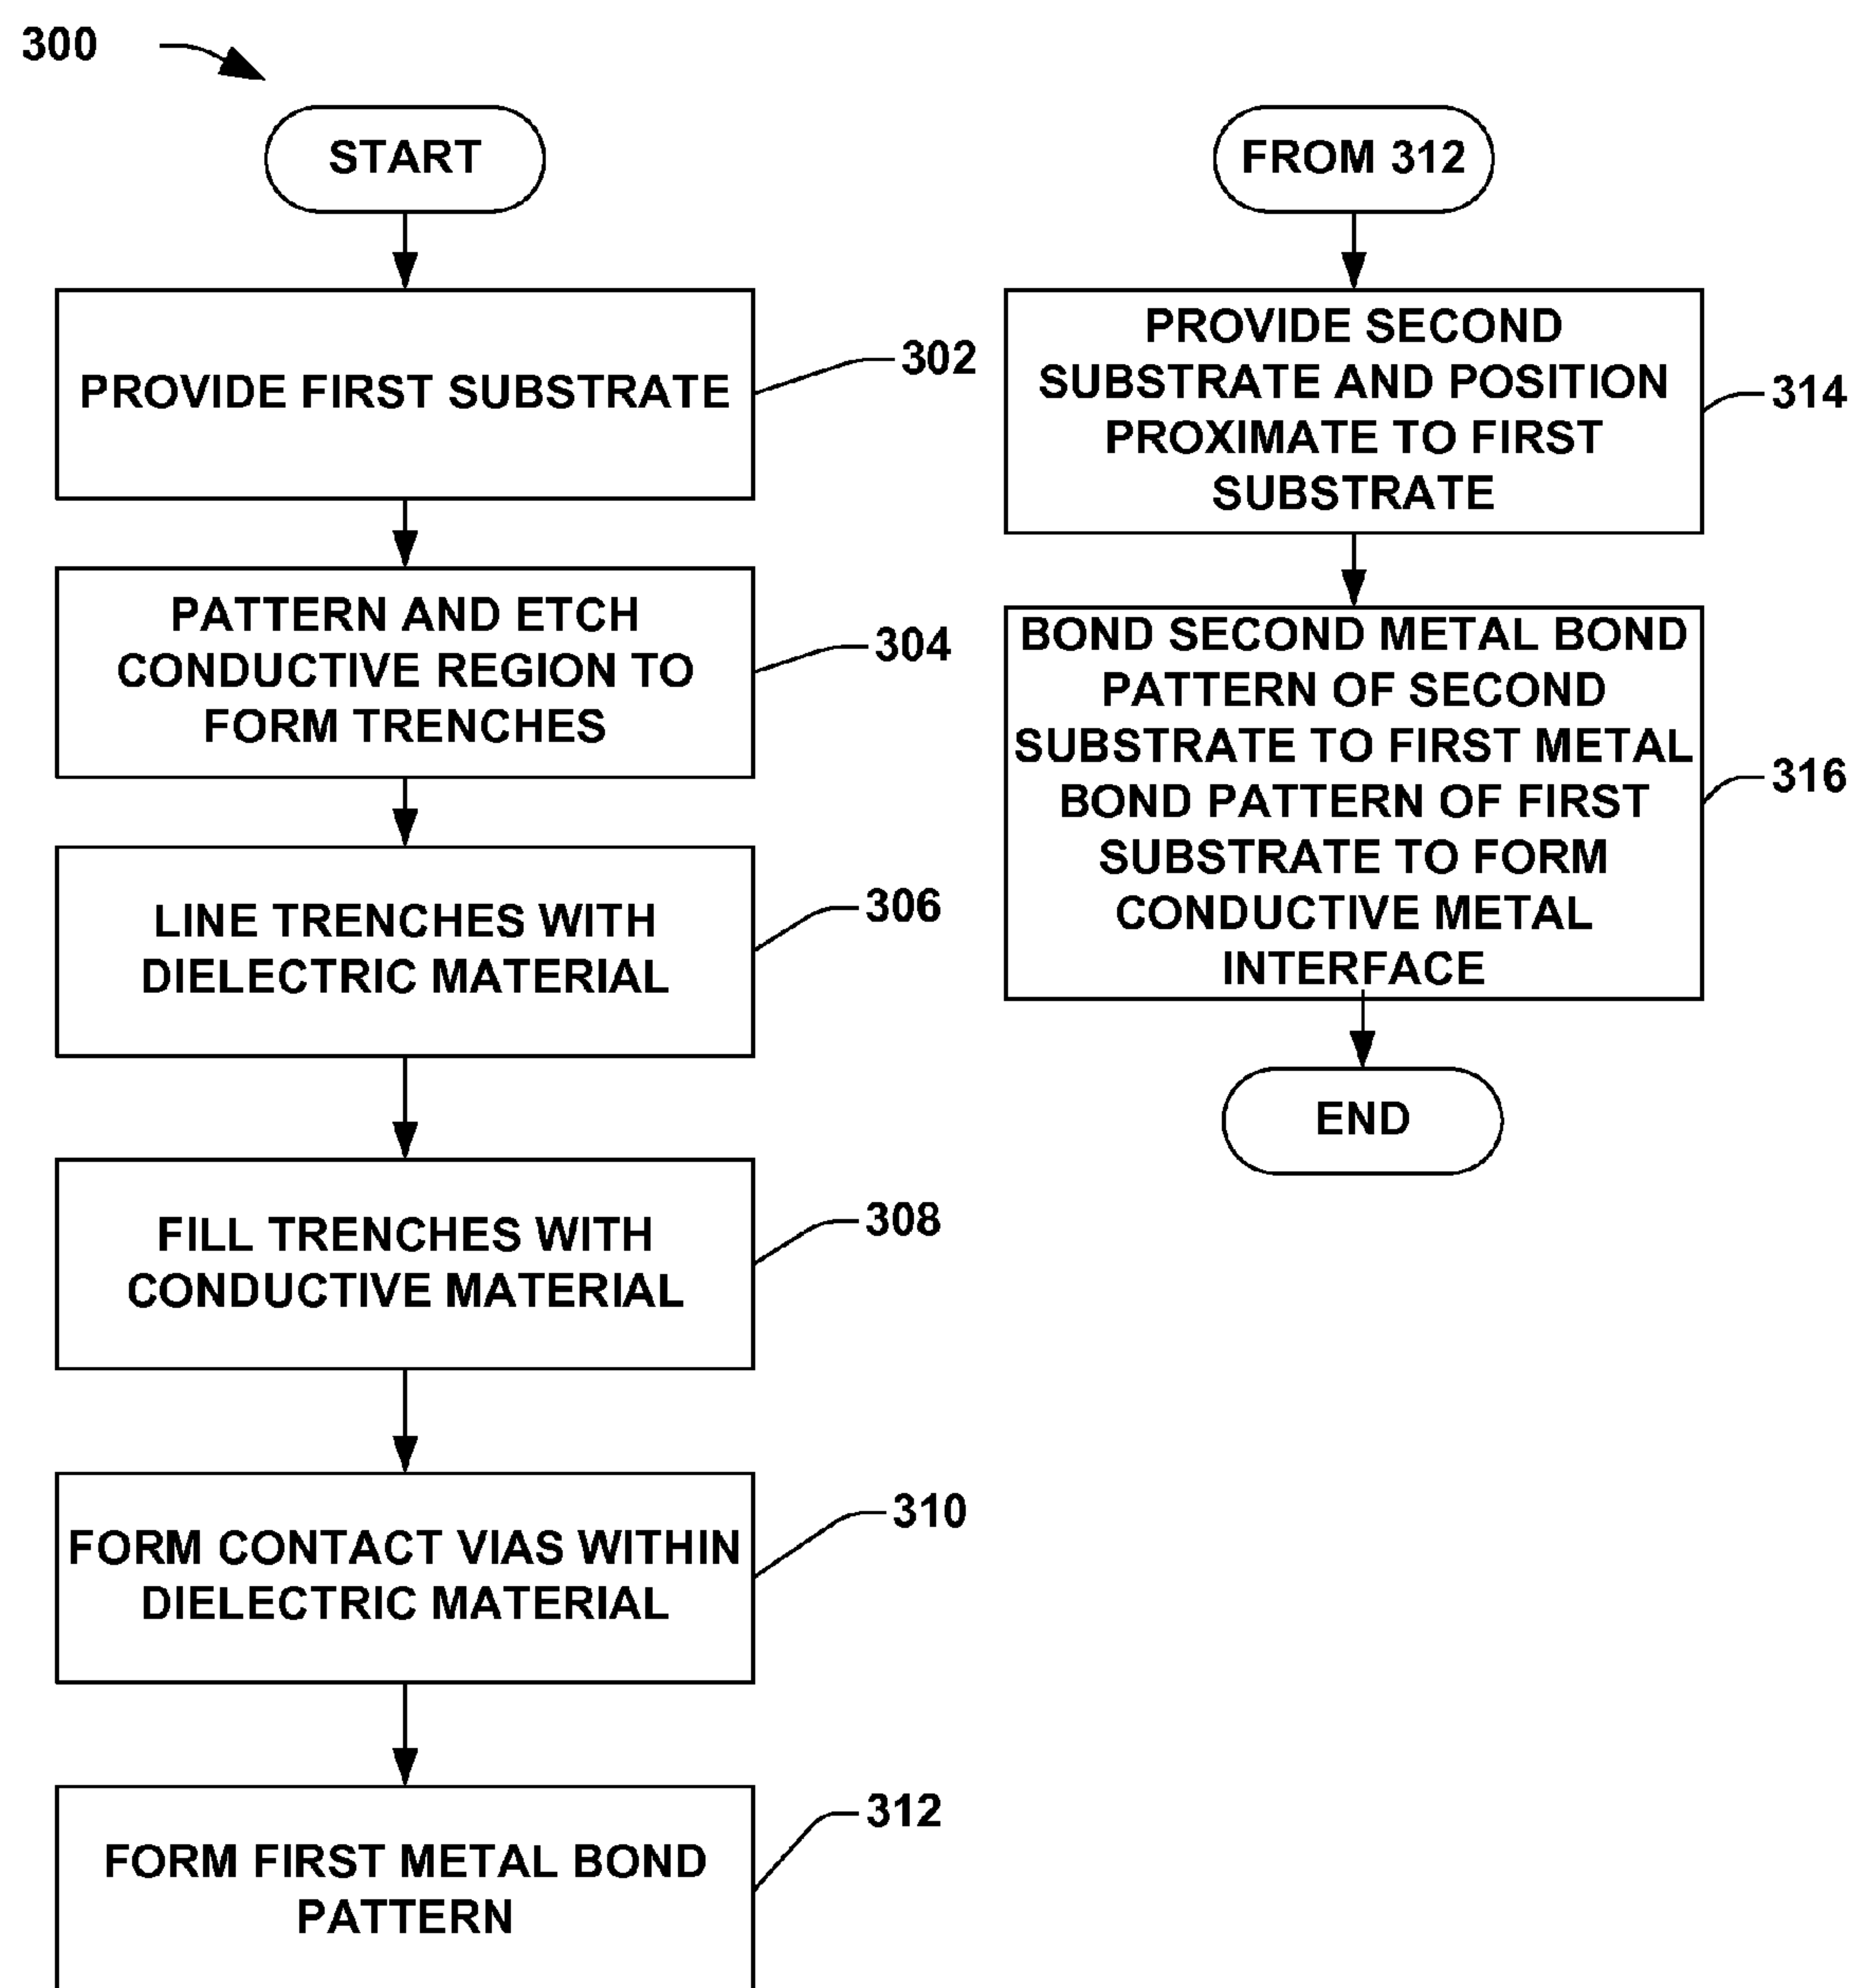 300
START
PROVIDE FIRST SUBSTRATE
302
PATTERN AND ETCH
CONDUCTIVE REGION TO
FORM TRENCHES
304
LINE TRENCHES WITH
DIELECTRIC MATERIAL
306
FILL TRENCHES WITH
CONDUCTIVE MATERIAL
308
FORM CONTACT VIAS WITHIN
DIELECTRIC MATERIAL
310
FORM FIRST METAL BOND
PATTERN
312
FROM 312
PROVIDE SECOND
SUBSTRATE AND POSITION
PROXIMATE TO FIRST
SUBSTRATE
314
BOND SECOND METAL BOND
PATTERN OF SECOND
SUBSTRATE TO FIRST METAL
BOND PATTERN OF FIRST
SUBSTRATE TO FORM
CONDUCTIVE METAL
INTERFACE
316
END